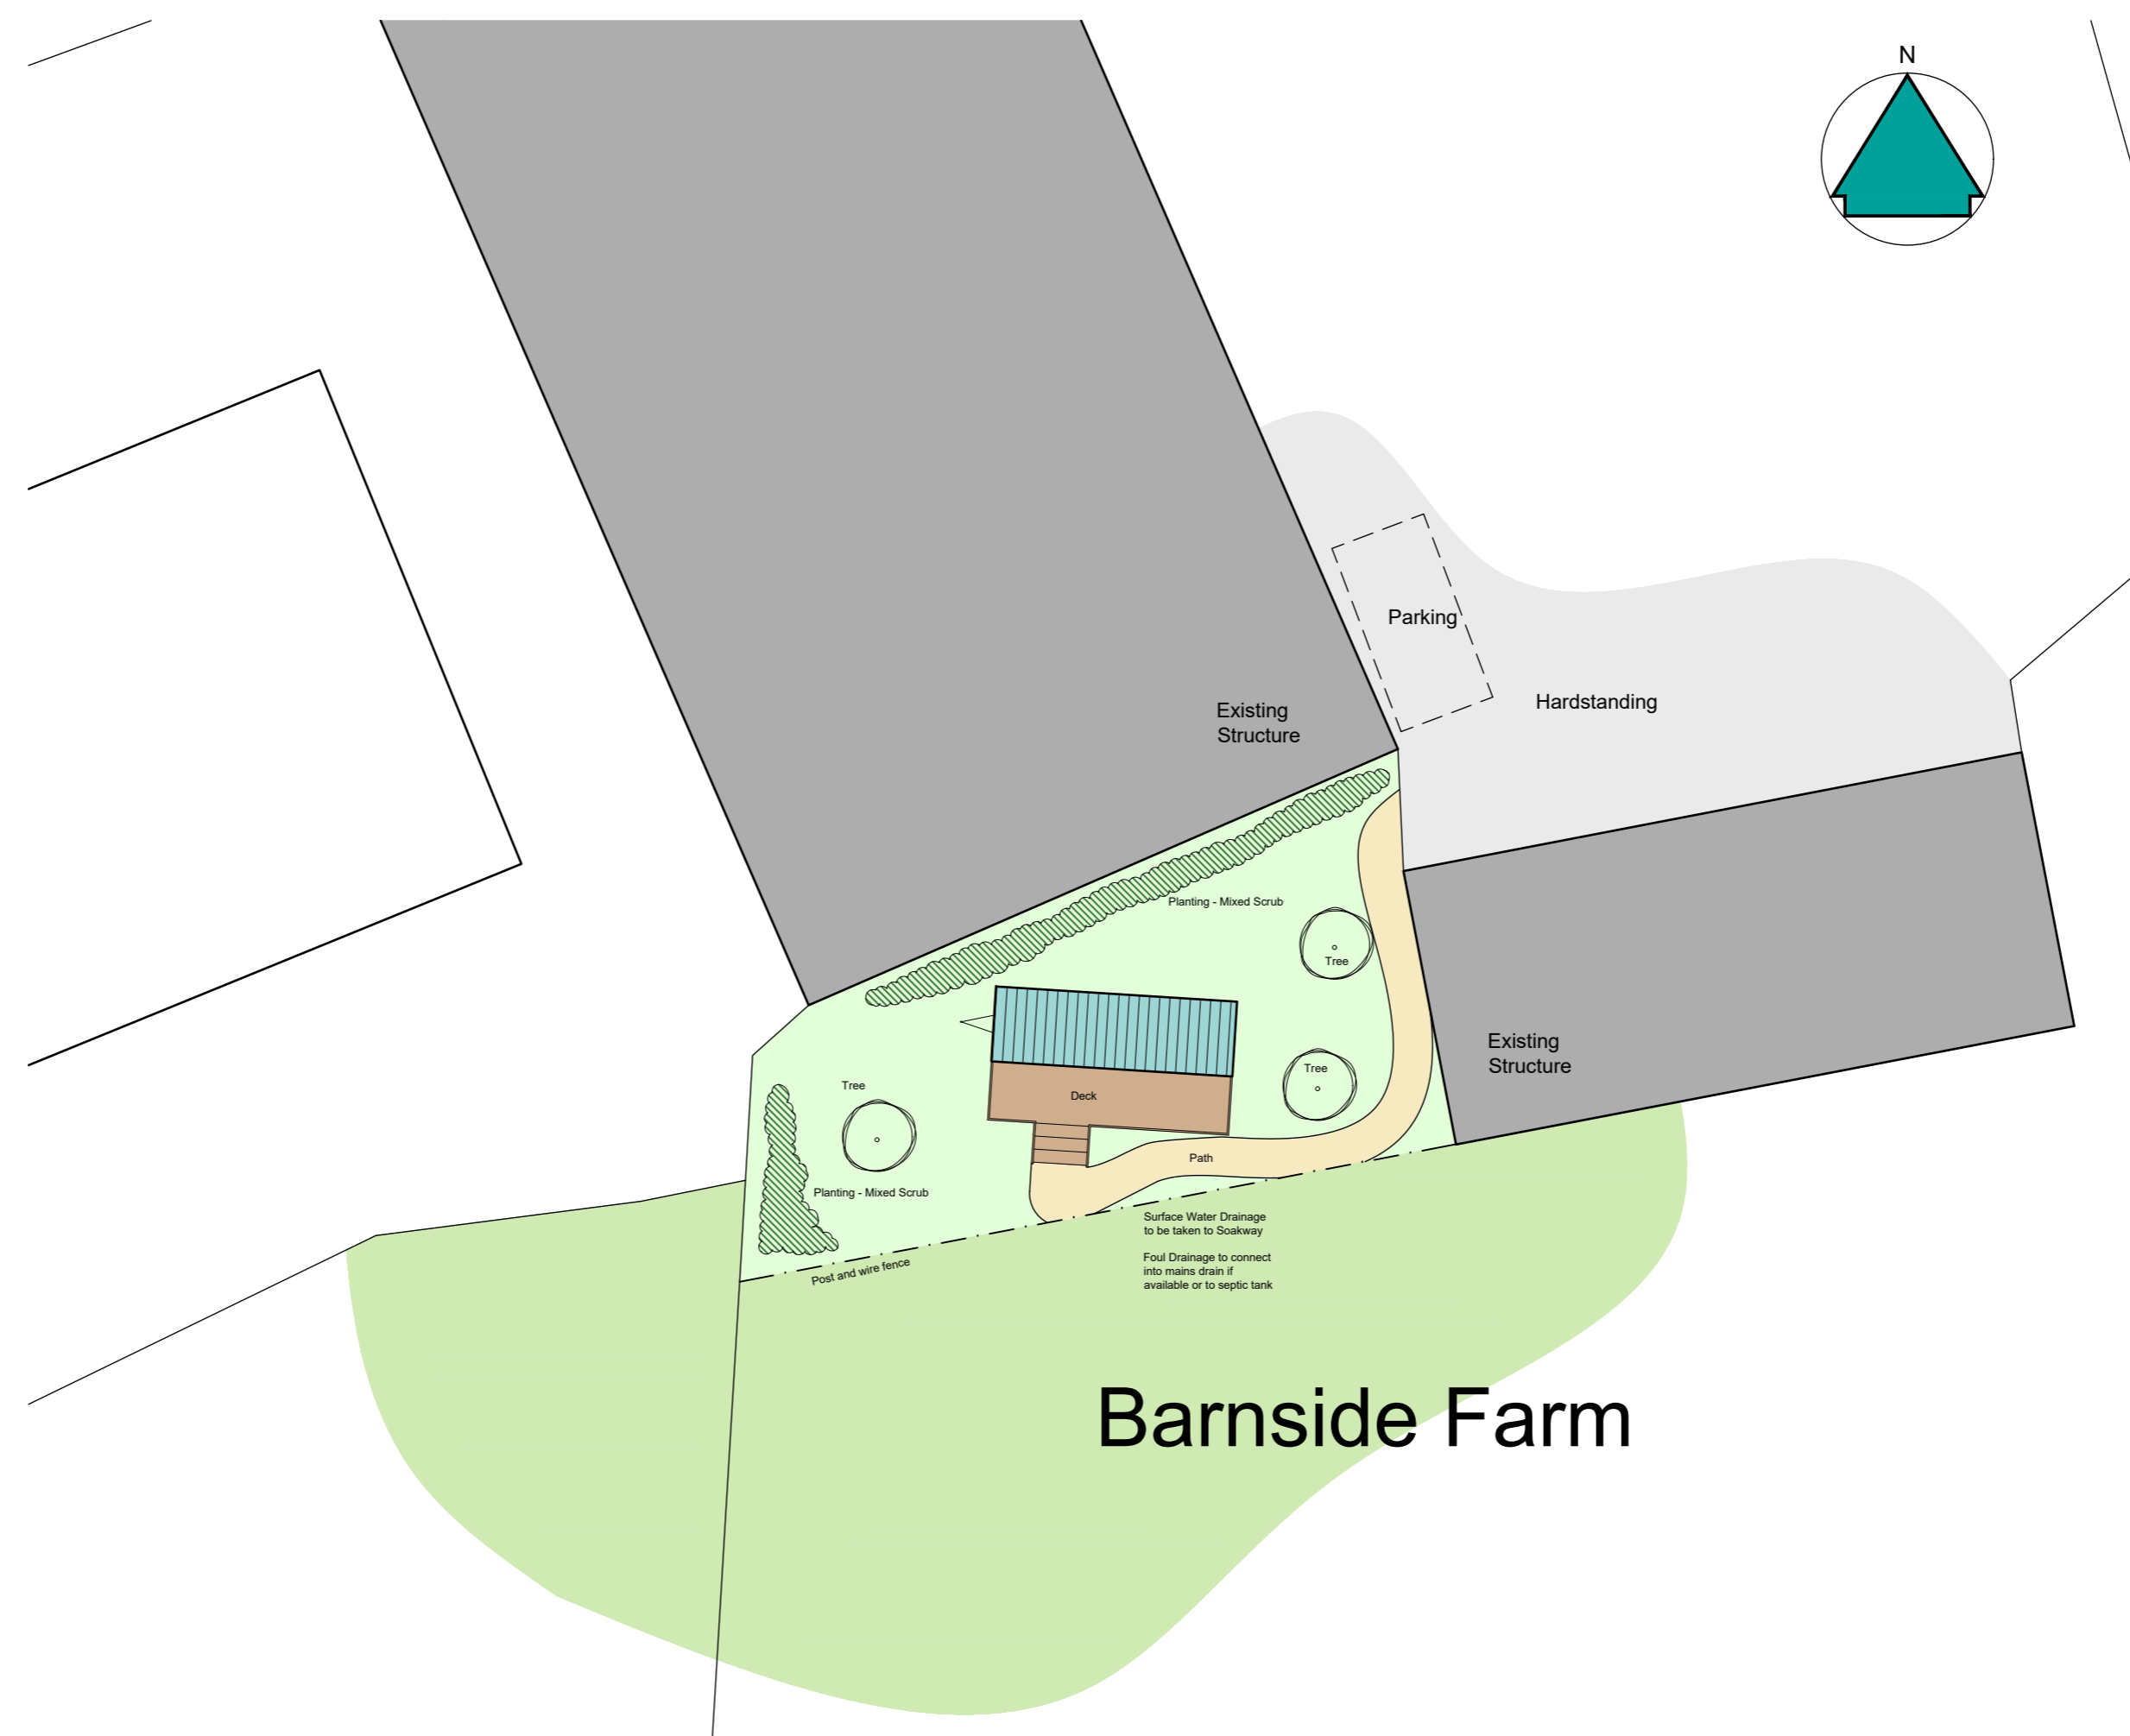 N
Parking
Hardstanding
Existing
Structure
Planting - Mixed Scrub
Tree
Existing
Structure
Tree
Tree
Deck
Path
Planting - Mixed Scrub
Surface Water Drainage
to be taken to Soakway
Foul Drainage to connect
into mains drain if
available or to septic tank
Post and wire fence
Barnside Farm